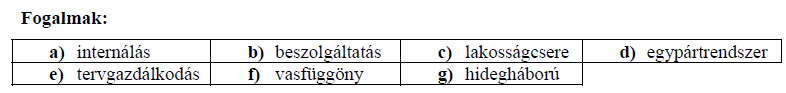 Fogalmak:
a) internálás b) beszolgáltatás c) lakosságcsere d) egypártrendszer
e) tervgazdálkodás f) vasfüggöny g) hidegháború